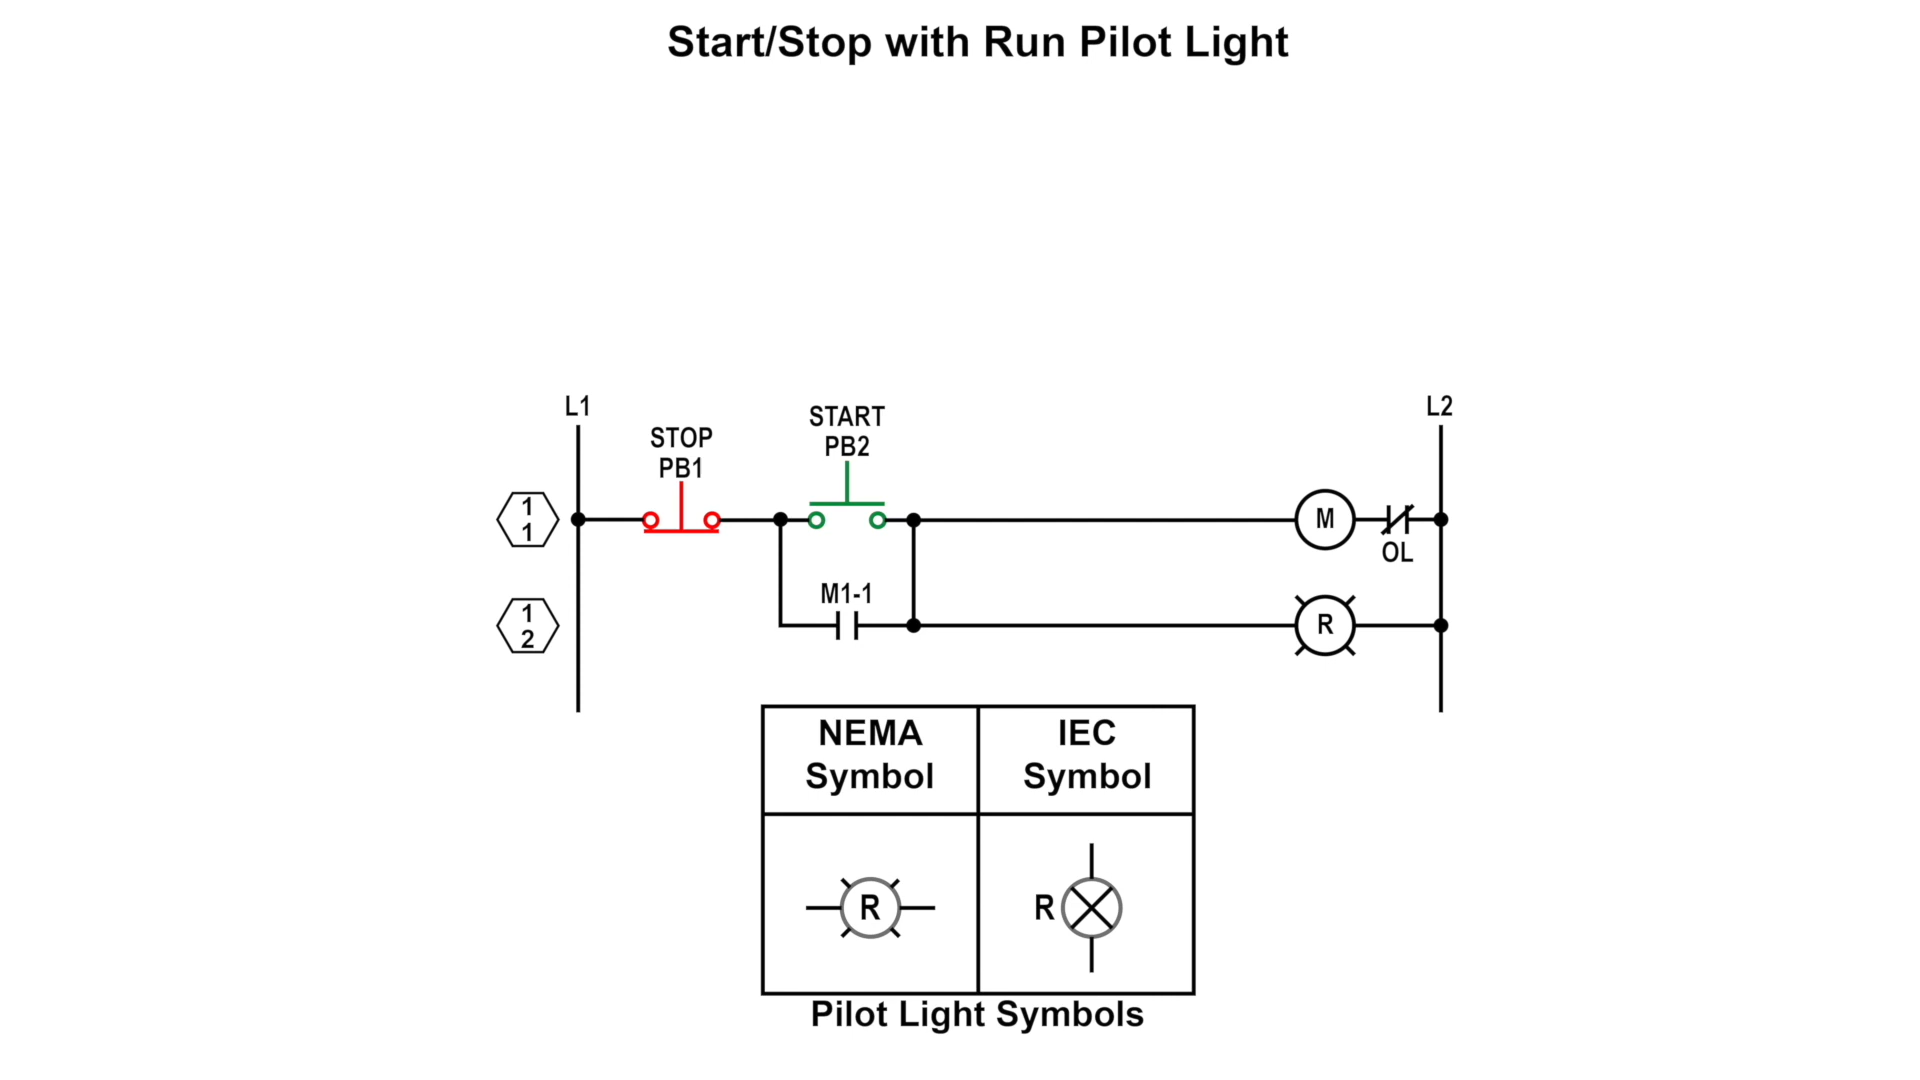 Start/Stop with Run Pilot Light
L1
L2
START
PB2
STOP
PB1
1
1
M
OL
M1-1
1
2
R
NEMA
Symbol
IEC
Symbol
R
R
Pilot Light Symbols